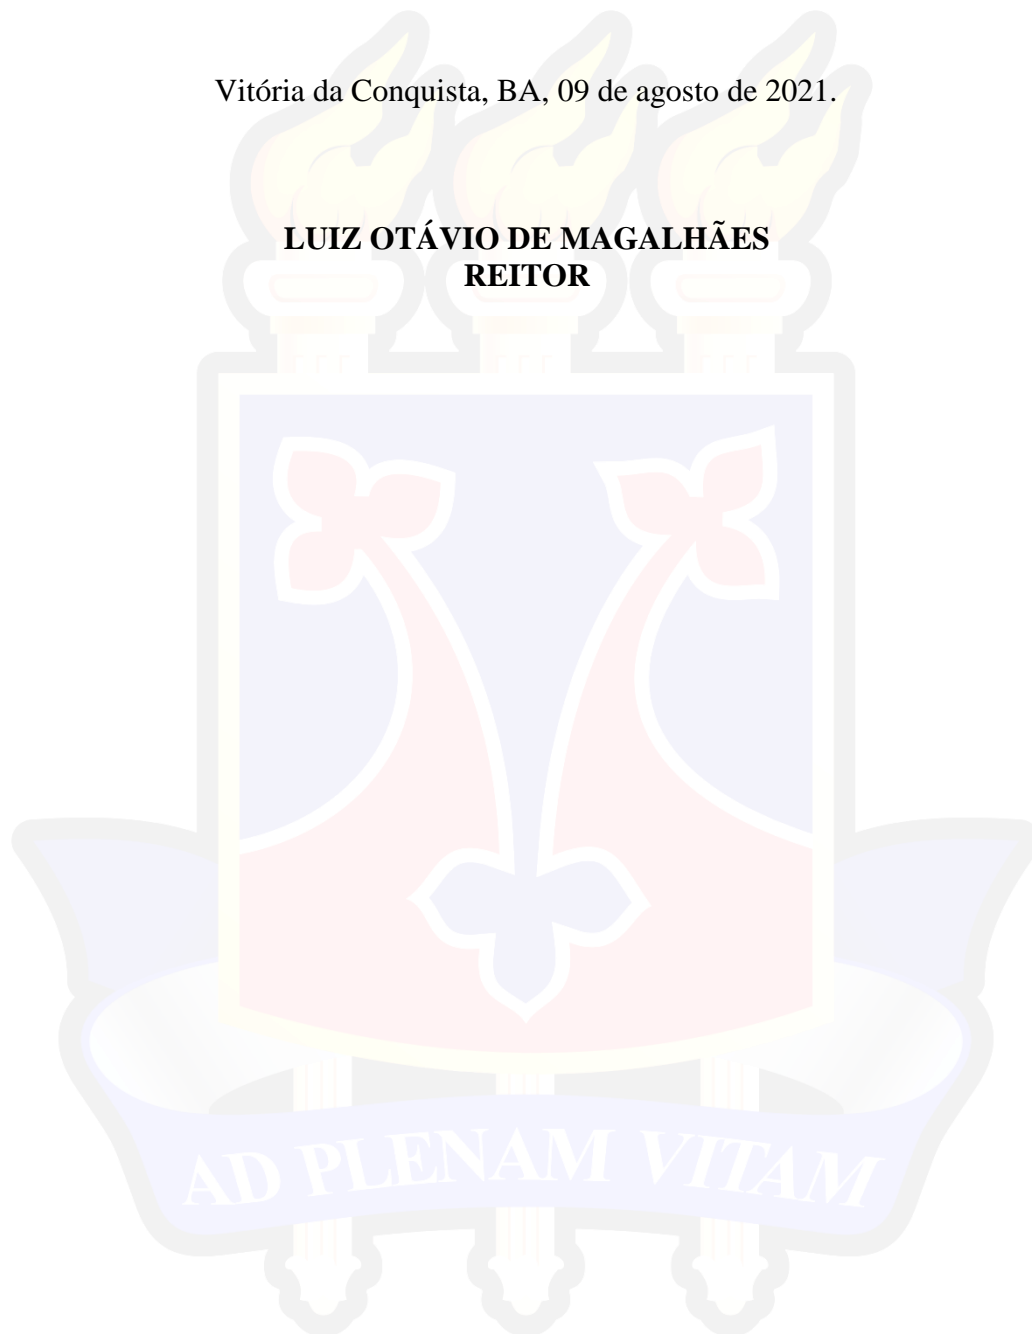 Vitória da Conquista, BA, 09 de agosto de 2021.
LUIZ OTÁVIO DE MAGALHÃES
REITOR
AD PLENAM VITAM